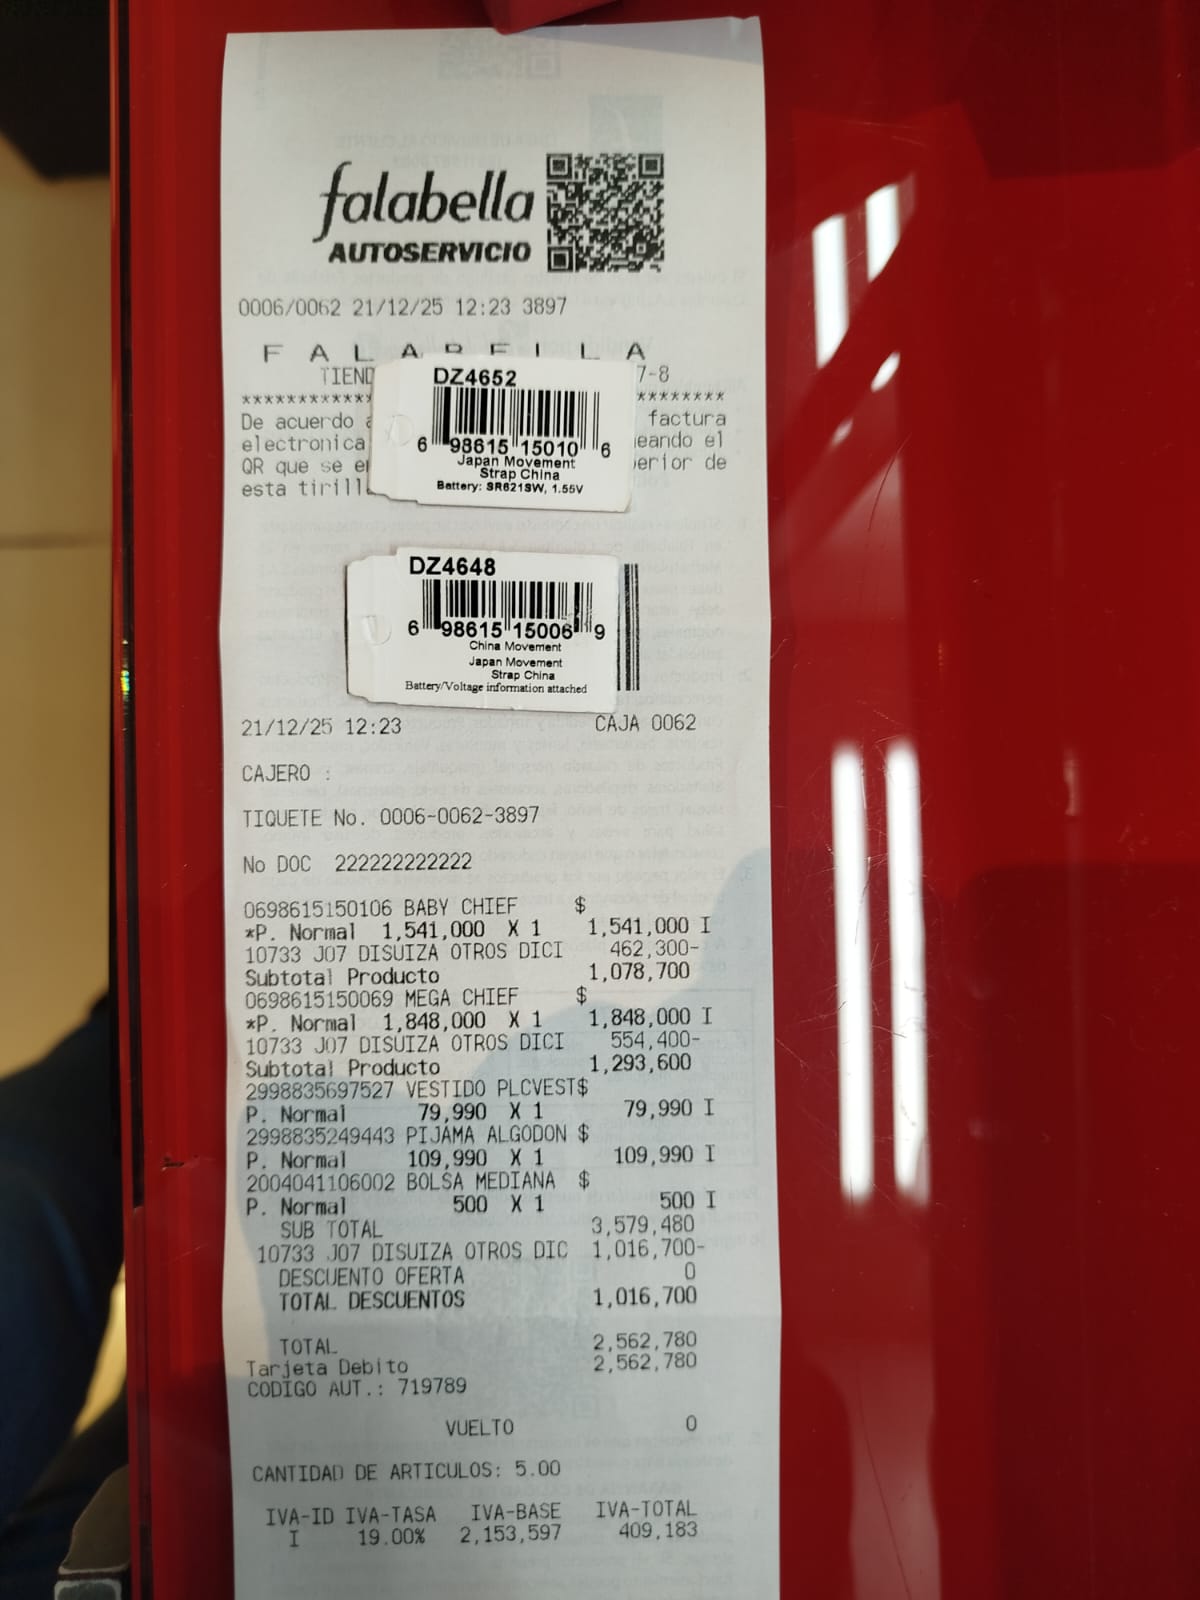 falabella
AUTOSERVICIO
0006/0062 21/12/25 12:23 3897
F A L A B E L L A
TIEND 7-8
De acuerdo a factura
electronica eando el
QR que se en perior de
esta tirill
DZ4652
6 98615 15010 6
Japan Movement
Strap China
Battery: SR621SW, 1.55V
DZ4648
6 98615 15006 9
China Movement
Japan Movement
Strap China
Battery/Voltage information attached
21/12/25 12:23 CAJA 0062
CAJERO :
TIQUETE No. 0006-0062-3897
No DOC 222222222222
0698615150106 BABY CHIEF $
*P. Normal 1,541,000 X 1 1,541,000 I
10733 J07 DISUIZA OTROS DICI 462,300-
Subtotal Producto 1,078,700
0698615150069 MEGA CHIEF $
*P. Normal 1,848,000 X 1 1,848,000 I
10733 J07 DISUIZA OTROS DICI 554,400-
Subtotal Producto 1,293,600
2998835697527 VESTIDO PLCVEST$
P. Normal 79,990 X 1 79,990 I
2998835249443 PIJAMA ALGODON $
P. Normal 109,990 X 1 109,990 I
2004041106002 BOLSA MEDIANA $
P. Normal 500 X 1 500 I
SUB TOTAL 3,579,480
10733 J07 DISUIZA OTROS DIC 1,016,700-
DESCUENTO OFERTA 0
TOTAL DESCUENTOS 1,016,700
TOTAL 2,562,780
Tarjeta Debito 2,562,780
CODIGO AUT.: 719789
VUELTO 0
CANTIDAD DE ARTICULOS: 5.00
IVA-ID IVA-TASA IVA-BASE IVA-TOTAL
I 19.00% 2,153,597 409,183